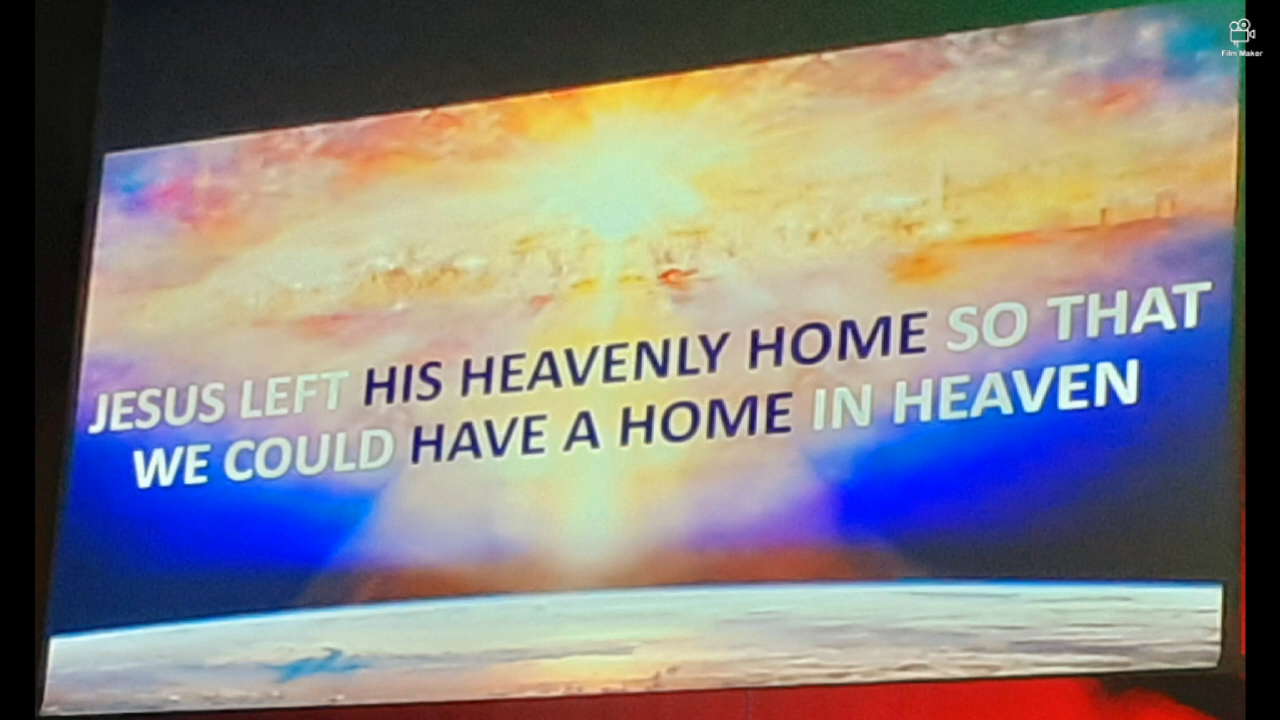 Film Maker
JESUS LEFT HIS HEAVENLY HOME SO THAT
WE COULD HAVE A HOME IN HEAVEN